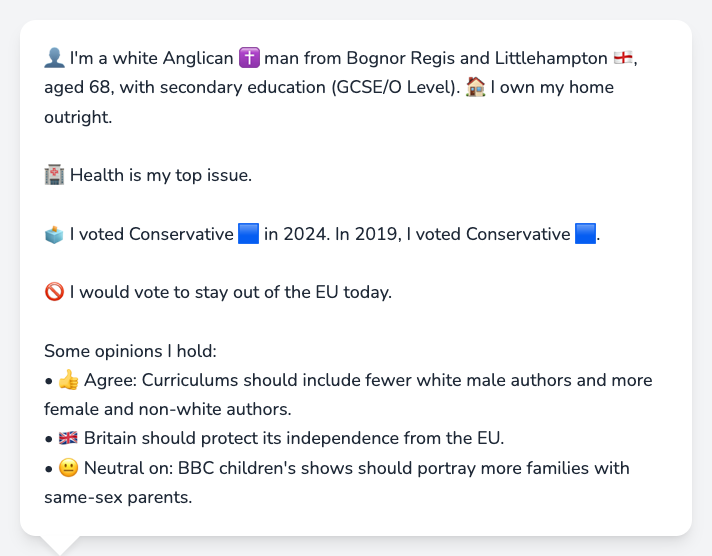 👤 I'm a white Anglican ✝️ man from Bognor Regis and Littlehampton 🏴󠁧󠁢󠁥󠁮󠁧󠁿,
aged 68, with secondary education (GCSE/O Level). 🏠 I own my home
outright.
🏥 Health is my top issue.
🗳️ I voted Conservative 🟦 in 2024. In 2019, I voted Conservative 🟦.
🚫 I would vote to stay out of the EU today.
Some opinions I hold:
• 👍 Agree: Curriculums should include fewer white male authors and more
female and non-white authors.
• 🇬🇧 Britain should protect its independence from the EU.
• 😐 Neutral on: BBC children's shows should portray more families with
same-sex parents.